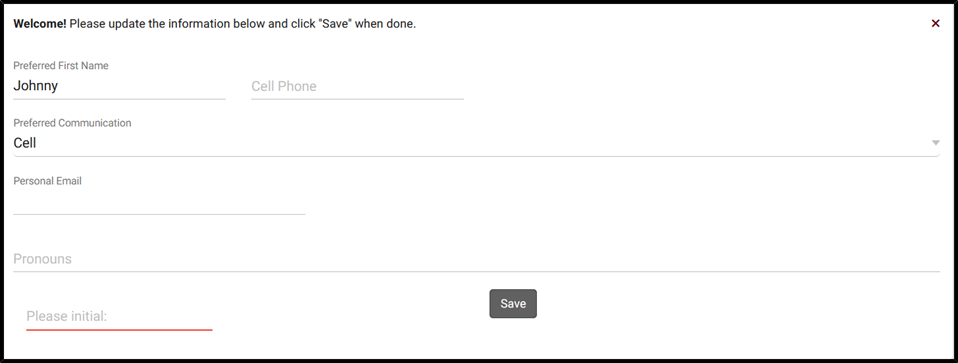 Welcome! Please update the information below and click "Save" when done.
×
Preferred First Name
Johnny
Cell Phone
Preferred Communication
Cell
Personal Email
Pronouns
Save
Please initial: